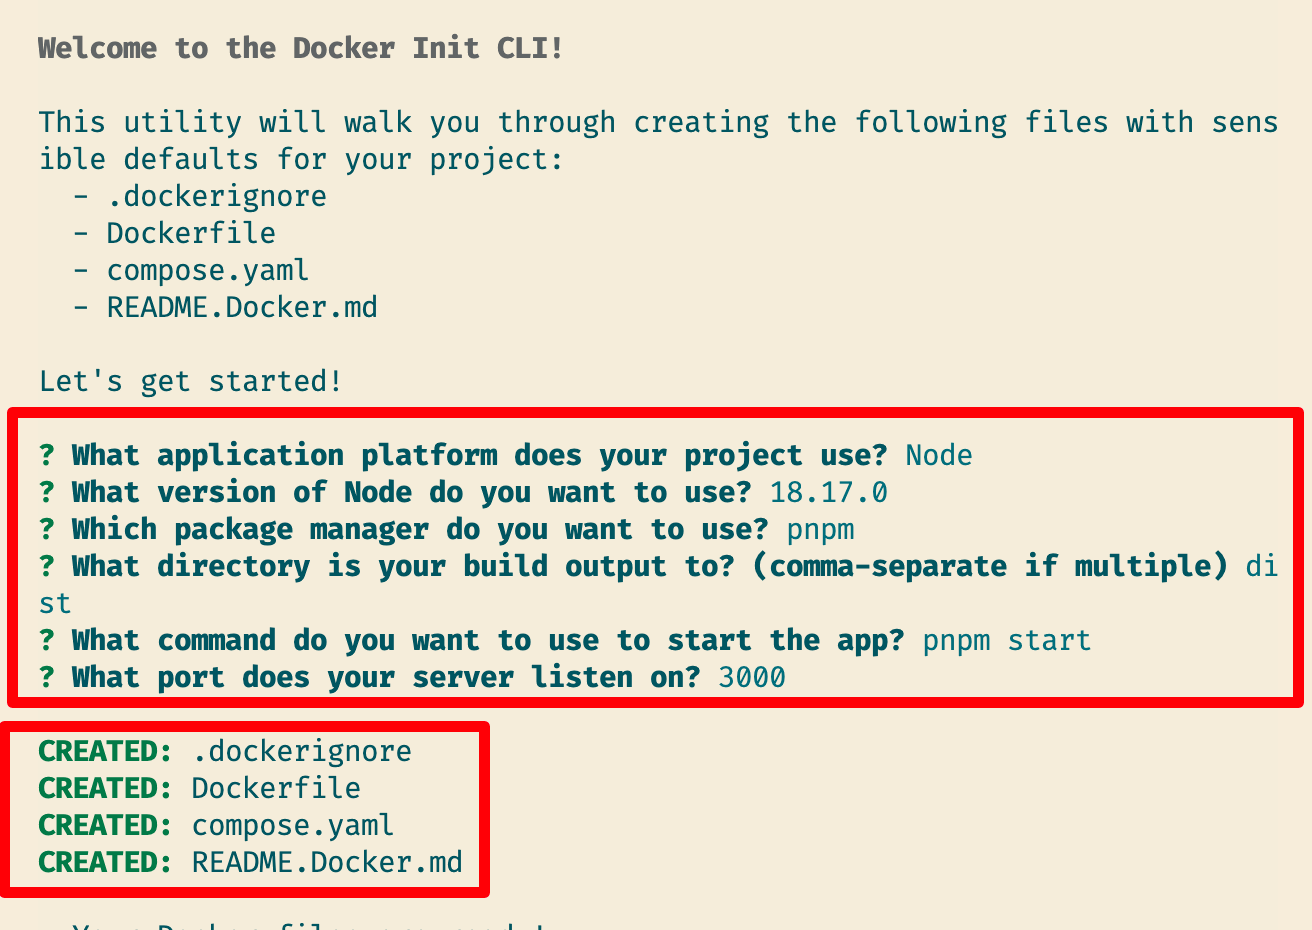 Welcome to the Docker Init CLI!
This utility will walk you through creating the following files with sens
ible defaults for your project:
- .dockerignore
- Dockerfile
- compose.yaml
- README.Docker.md
Let's get started!
? What application platform does your project use? Node
? What version of Node do you want to use? 18.17.0
? Which package manager do you want to use? pnpm
? What directory is your build output to? (comma-separate if multiple) di
st
? What command do you want to use to start the app? pnpm start
? What port does your server listen on? 3000
CREATED: .dockerignore
CREATED: Dockerfile
CREATED: compose.yaml
CREATED: README.Docker.md